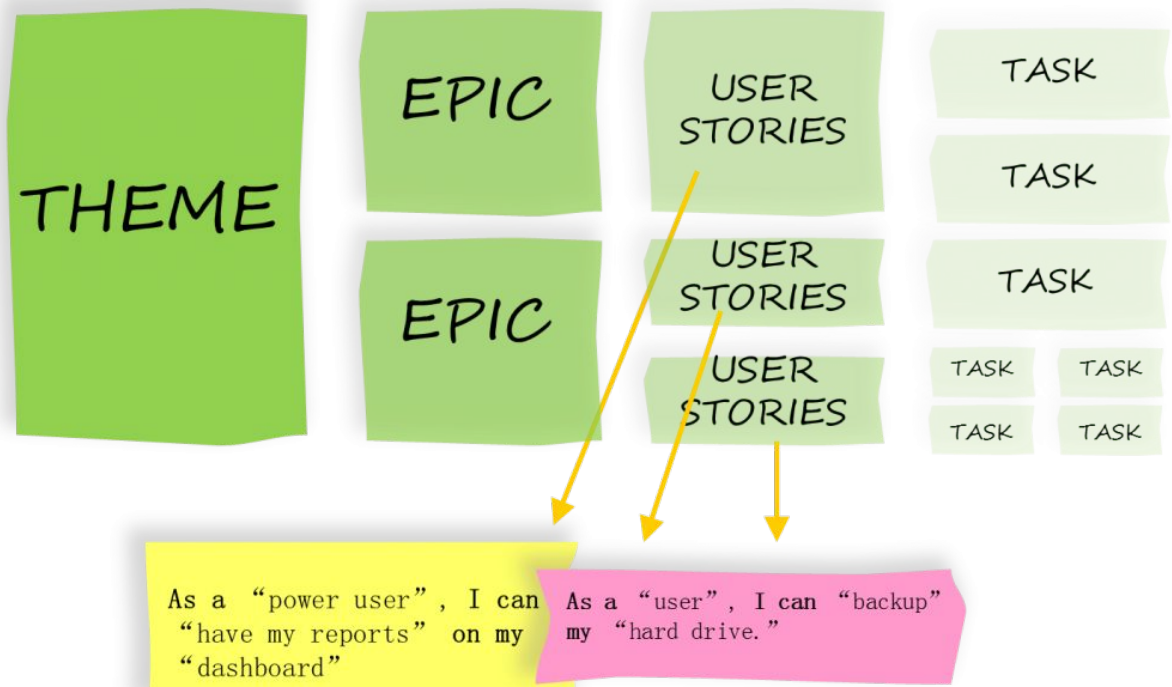 THEME
EPIC
EPIC
USER
STORIES
USER
STORIES
USER
STORIES
TASK
TASK
TASK
TASK
TASK
TASK
TASK
As a “power user”, I can
“have my reports” on my
“dashboard”
As a “user”, I can “backup”
my “hard drive.”